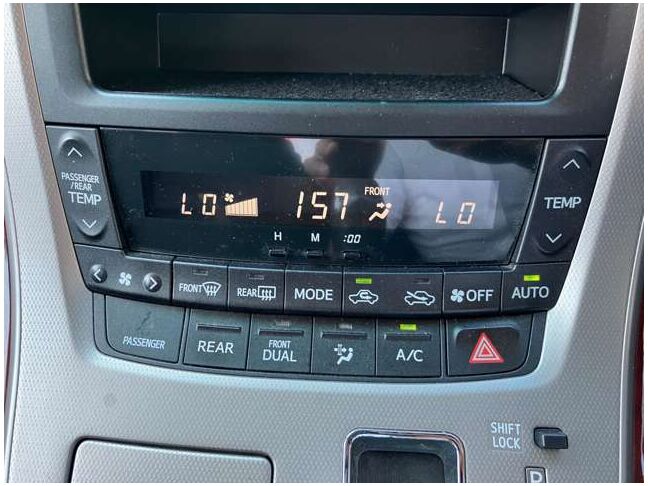 PASSENGER
/REAR
TEMP
LO
157
FRONT
LO
TEMP
H M :00
FRONT REAR MODE OFF AUTO
PASSENGER REAR FRONT DUAL A/C
SHIFT
LOCK
P